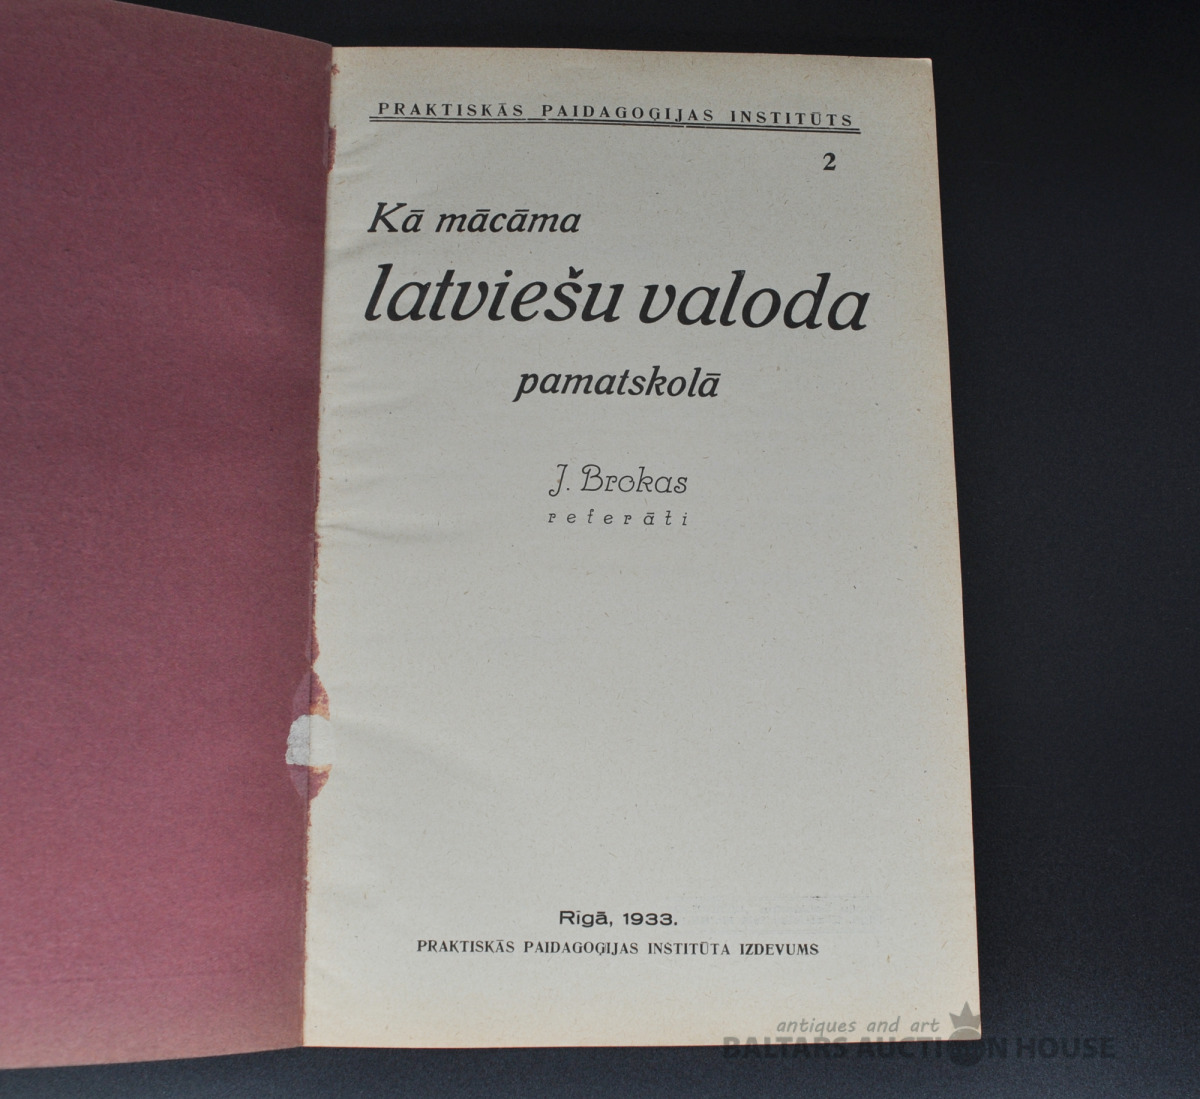 PRAKTISKĀS PAIDAGOĢIJAS INSTITŪTS
2
Kā mācāma
latviešu valoda
pamatskolā
J. Brokas
referāti
Rīgā, 1933.
PRAKTISKĀS PAIDAGOĢIJAS INSTITŪTA IZDEVUMS
antiques and art
BALTARS AUCTION HOUSE